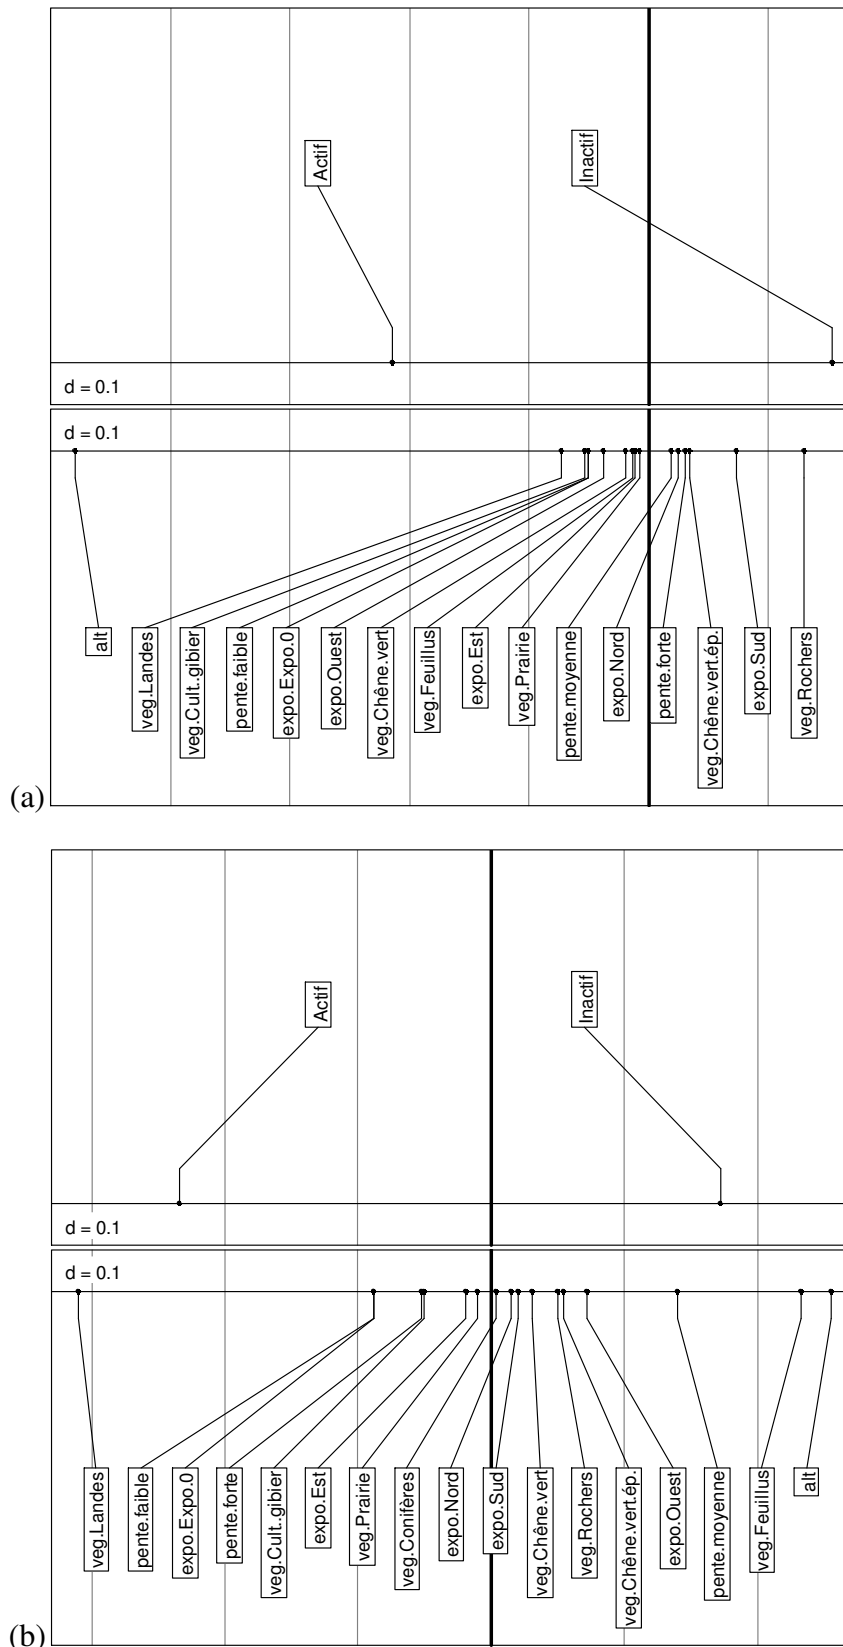 Actif
Inactif
d = 0.1
d = 0.1
alt
veg.Landes
veg.Cult..gibier
pente.faible
expo.Expo.0
expo.Ouest
veg.Chêne.vert
veg.Feuillus
expo.Est
veg.Prairie
pente.moyenne
expo.Nord
pente.forte
veg.Chêne.vert.ép.
expo.Sud
veg.Rochers
(a)
Actif
Inactif
d = 0.1
d = 0.1
veg.Landes
pente.faible
expo.Expo.0
pente.forte
veg.Cult..gibier
expo.Est
veg.Prairie
veg.Conifères
expo.Nord
expo.Sud
veg.Chêne.vert
veg.Rochers
veg.Chêne.vert.ép.
expo.Ouest
pente.moyenne
veg.Feuillus
alt
(b)